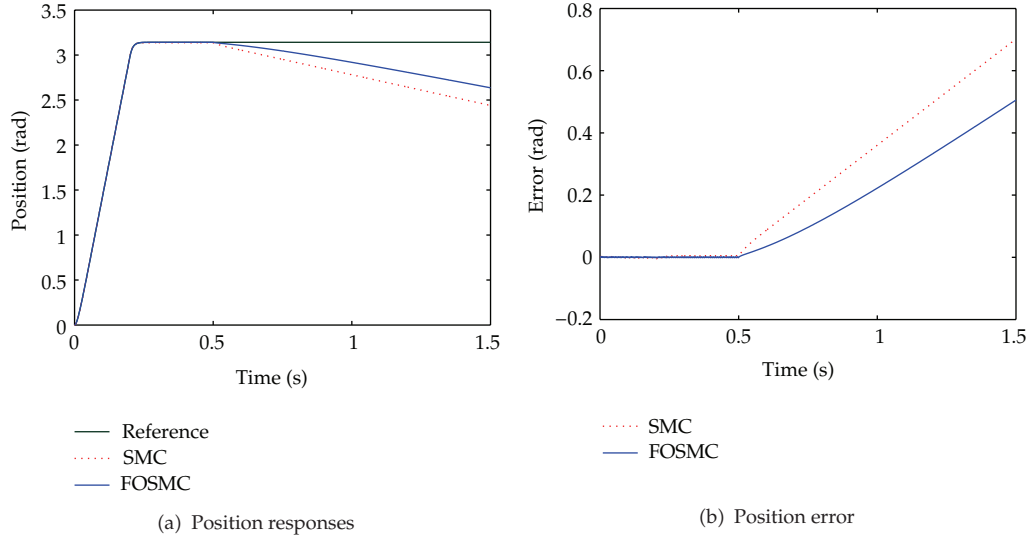 3.5
3
2.5
2
1.5
1
0.5
0
Position (rad)
0
0.5
1
1.5
Time (s)
Reference
SMC
FOSMC
(a) Position responses
0.8
0.6
0.4
0.2
0
−0.2
Error (rad)
0
0.5
1
1.5
Time (s)
SMC
FOSMC
(b) Position error